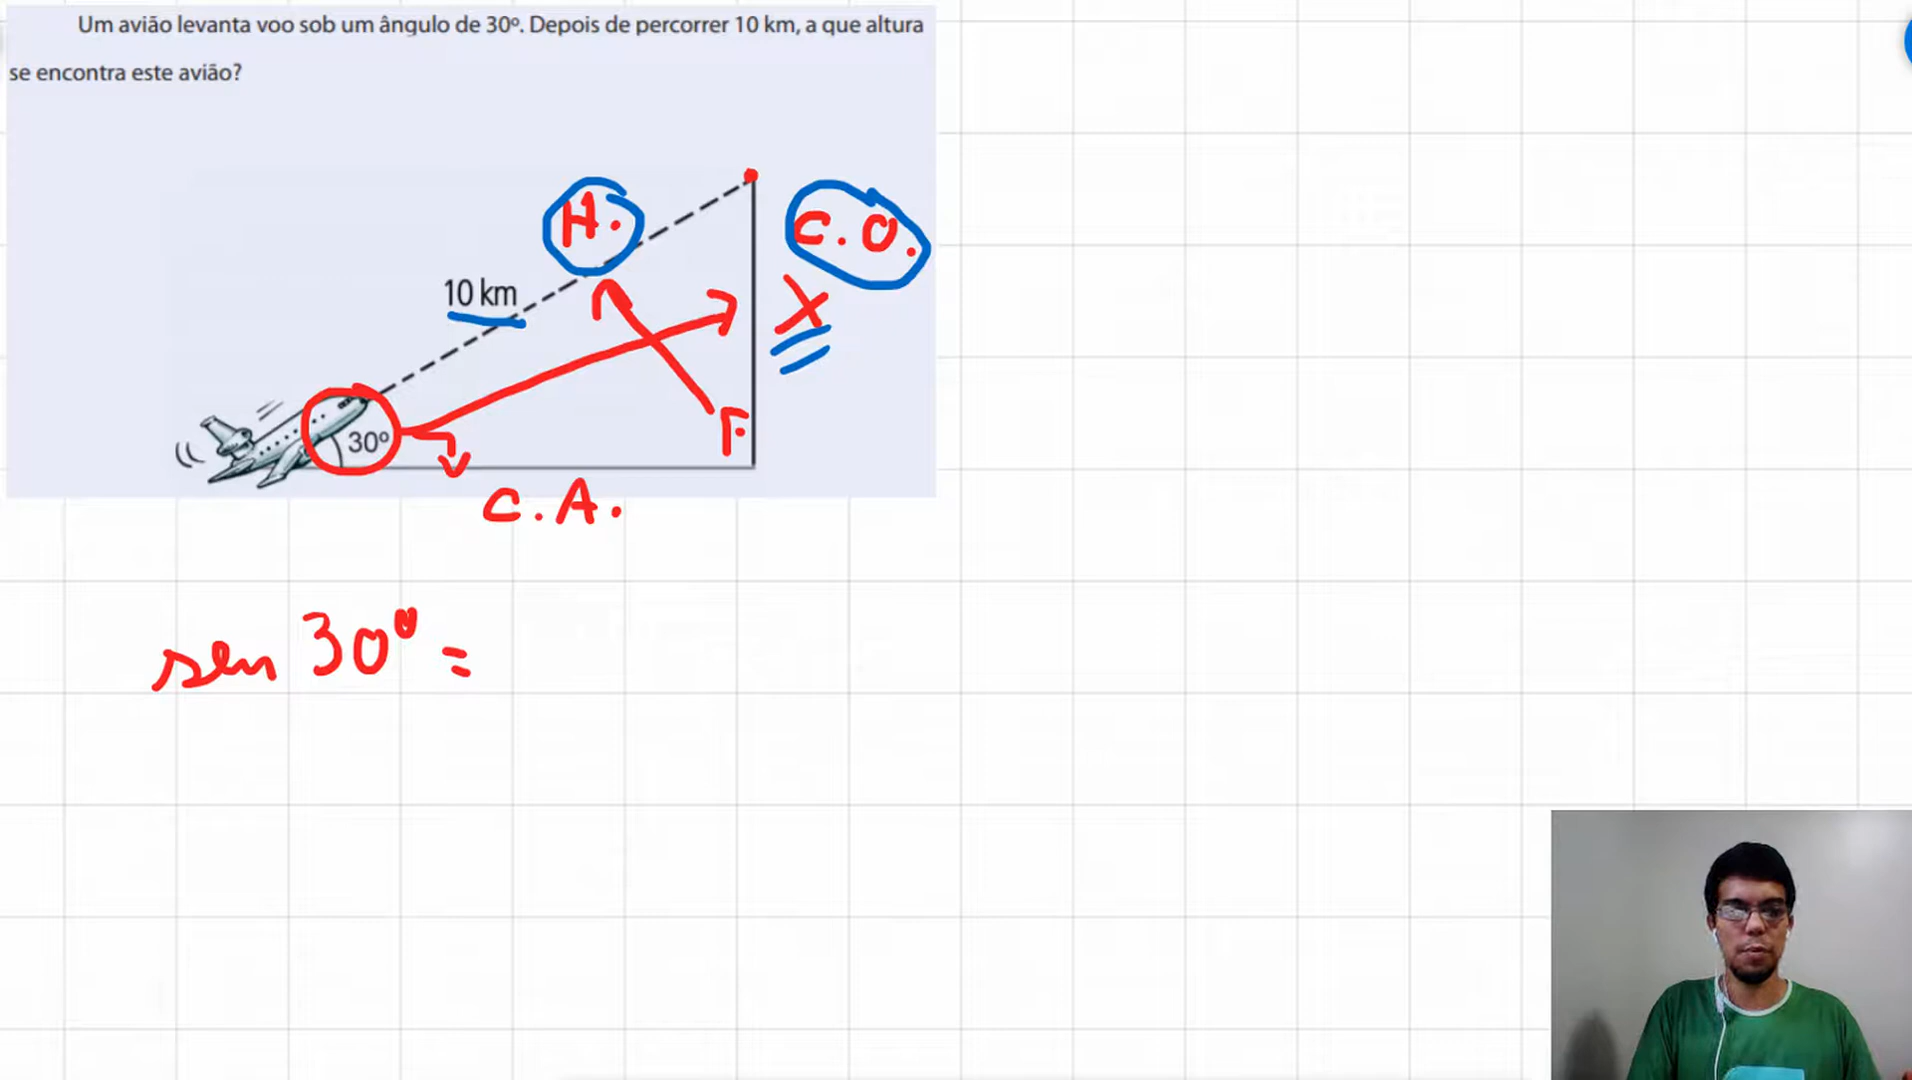 Um avião levanta voo sob um ângulo de 30º. Depois de percorrer 10 km, a que altura
se encontra este avião?
H.
C.O.
10 km
X
30º
C.A.
sen 30º =